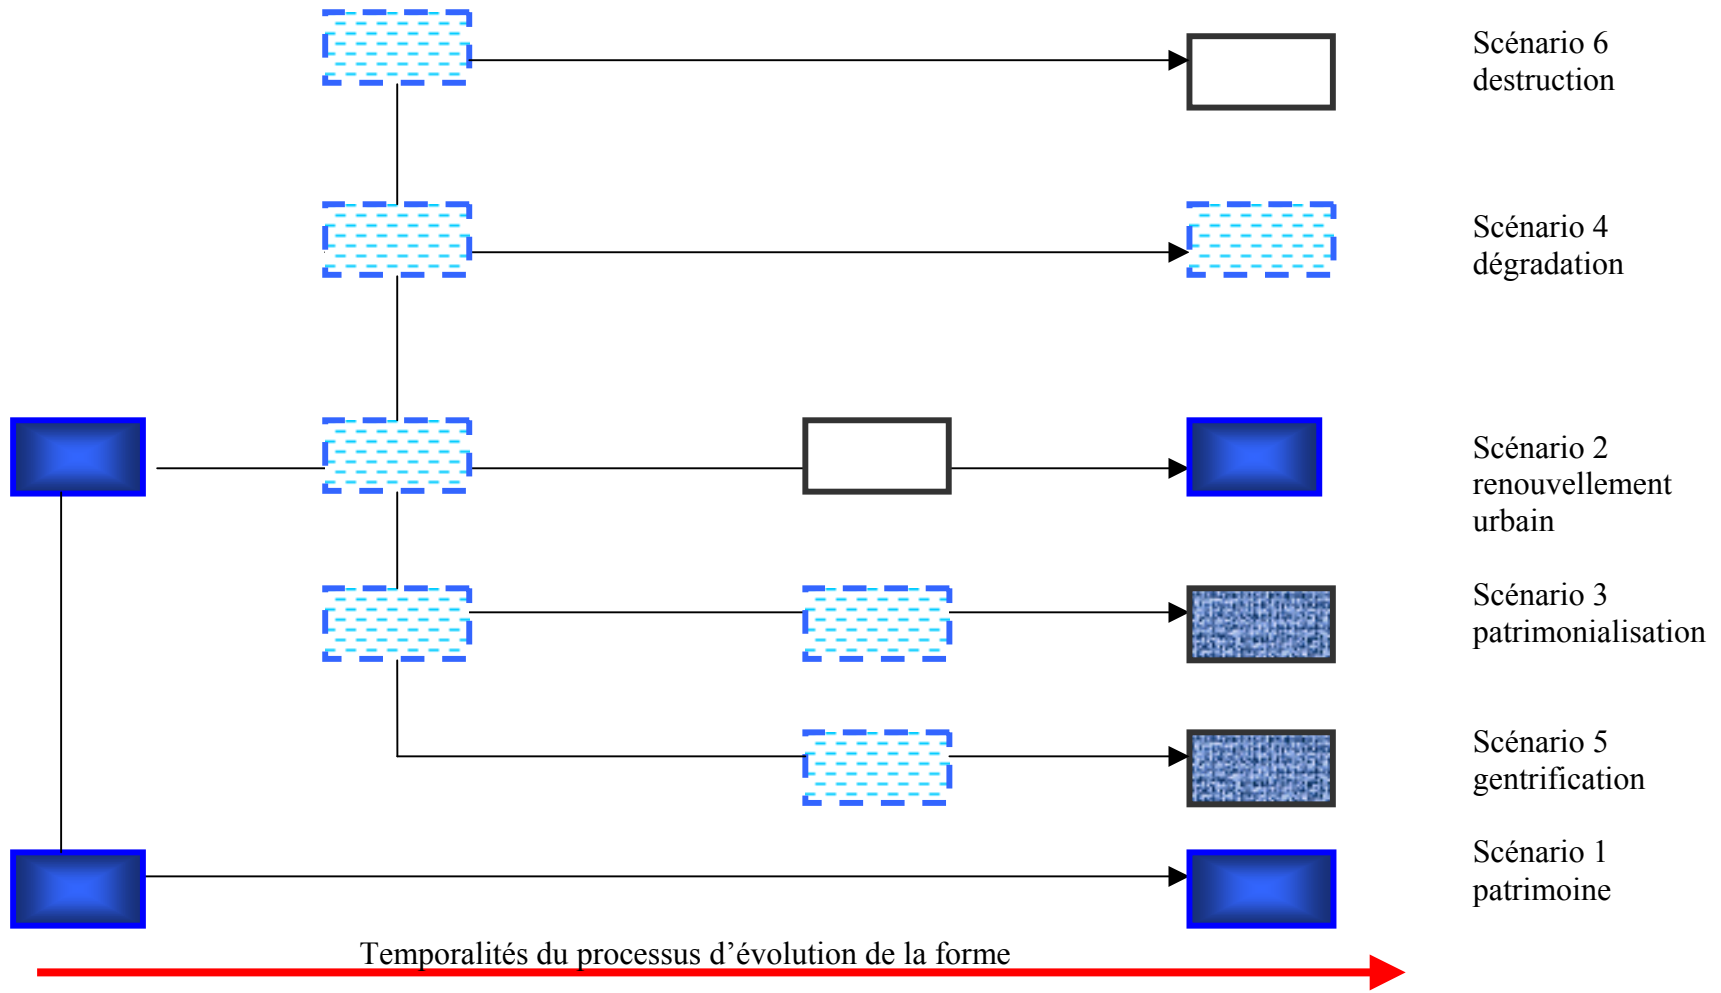 Scénario 6
destruction
Scénario 4
dégradation
Scénario 2
renouvellement
urbain
Scénario 3
patrimonialisation
Scénario 5
gentrification
Scénario 1
patrimoine
Temporalités du processus d’évolution de la forme